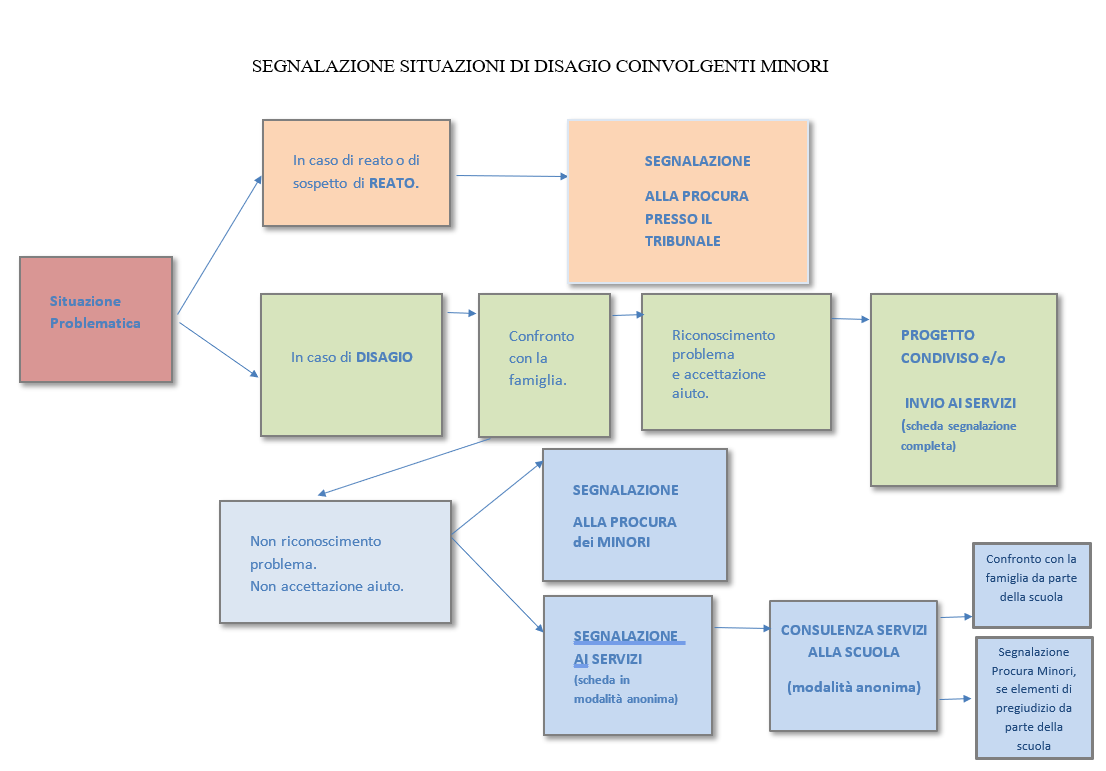 SEGNALAZIONE SITUAZIONI DI DISAGIO COINVOLGENTI MINORI
In caso di reato o di
sospetto di REATO.
SEGNALAZIONE
ALLA PROCURA
PRESSO IL
TRIBUNALE
Situazione
Problematica
In caso di DISAGIO
Confronto
con la
famiglia.
Riconoscimento
problema
e accettazione
aiuto.
PROGETTO
CONDIVISO e/o
INVIO AI SERVIZI
(scheda segnalazione
completa)
Non riconoscimento
problema.
Non accettazione aiuto.
SEGNALAZIONE
ALLA PROCURA
dei MINORI
SEGNALAZIONE
AI SERVIZI
(scheda in
modalità anonima)
CONSULENZA SERVIZI
ALLA SCUOLA
(modalità anonima)
Confronto con la
famiglia da parte
della scuola
Segnalazione
Procura Minori,
se elementi di
pregiudizio da
parte della
scuola